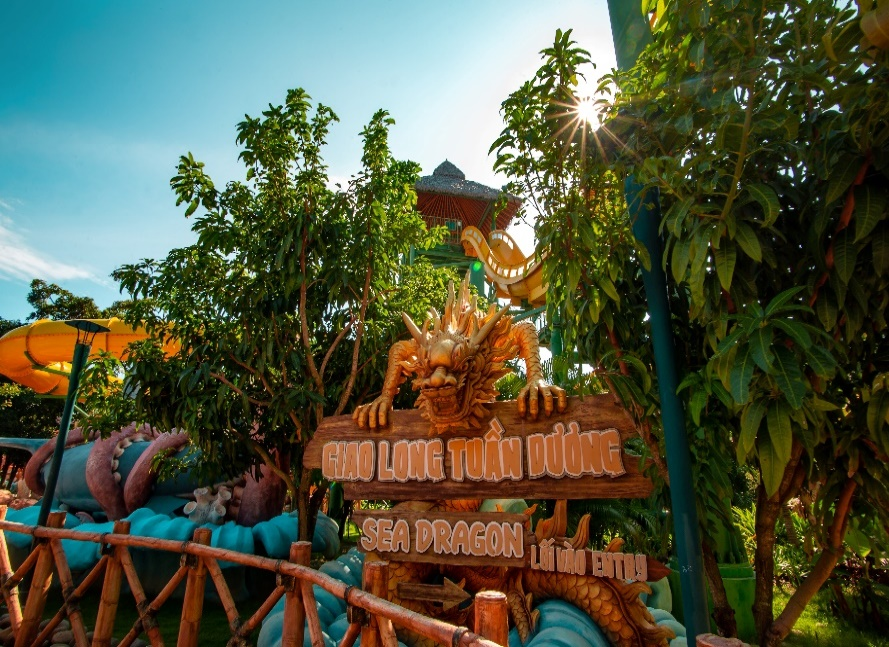 GIAO LONG TUẦN DƯƠNG
SEA DRAGON
LỐI VÀO ENTRY